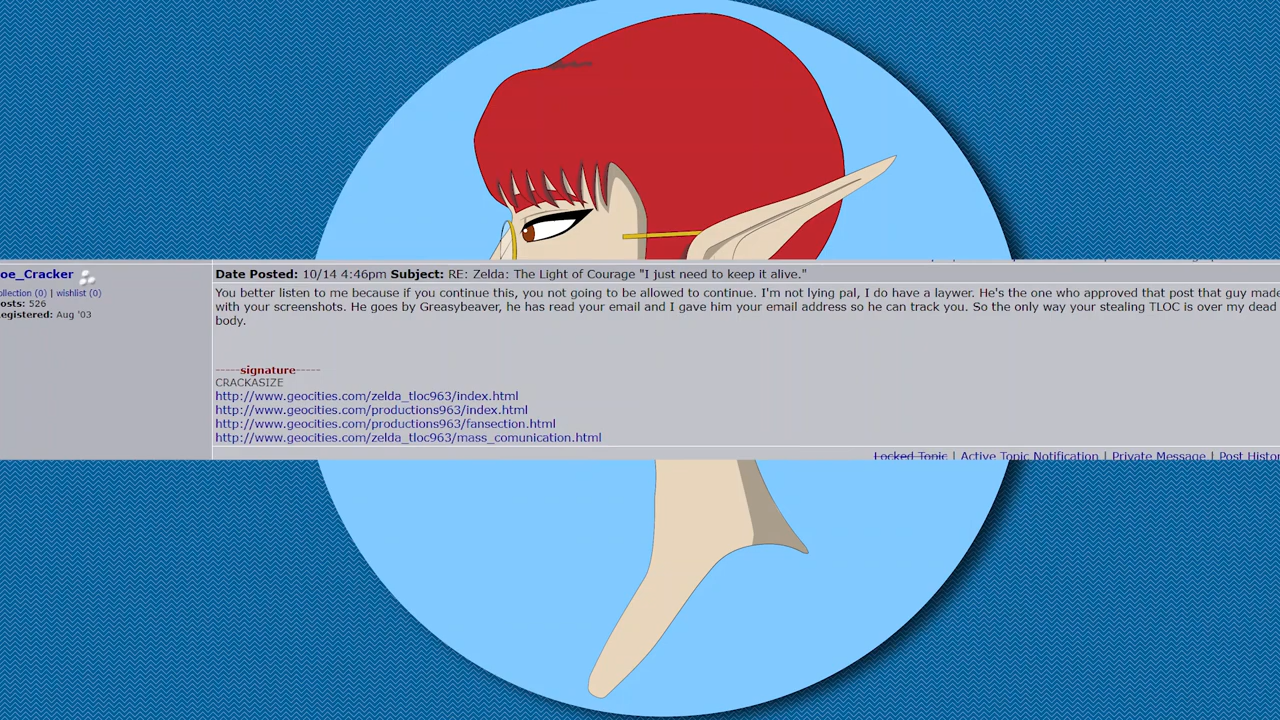 oe_Cracker
ollection (0) | wishlist (0)
osts: 526
egistered: Aug '03
Date Posted: 10/14 4:46pm Subject: RE: Zelda: The Light of Courage "I just need to keep it alive."
You better listen to me because if you continue this, you not going to be allowed to continue. I'm not lying pal, I do have a laywer. He's the one who approved that post that guy made
with your screenshots. He goes by Greasybeaver, he has read your email and I gave him your email address so he can track you. So the only way your stealing TLOC is over my dead
body.
-----signature-----
CRACKASIZE
http://www.geocities.com/zelda_tloc963/index.html
http://www.geocities.com/productions963/index.html
http://www.geocities.com/productions963/fansection.html
http://www.geocities.com/zelda_tloc963/mass_comunication.html
Locked Topic | Active Topic Notification | Private Message | Post Histor